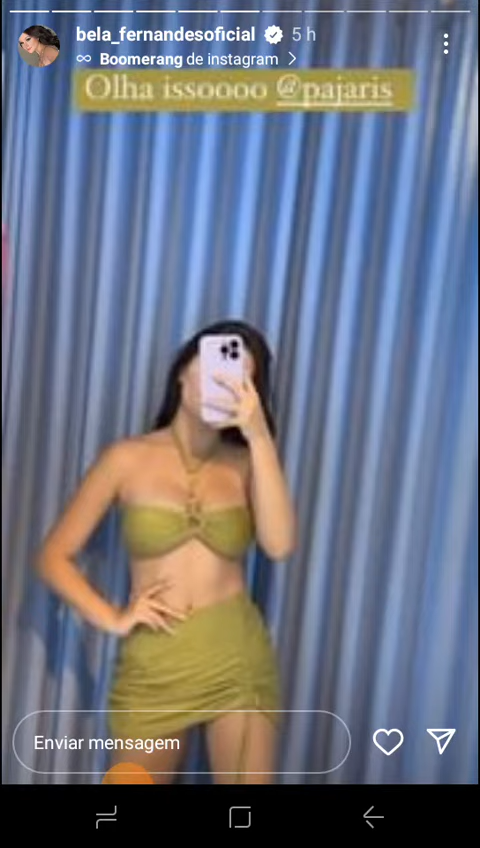 bela_fernandesoficial 5 h
Boomerang de instagram
Olha issoooo @pajaris
Enviar mensagem